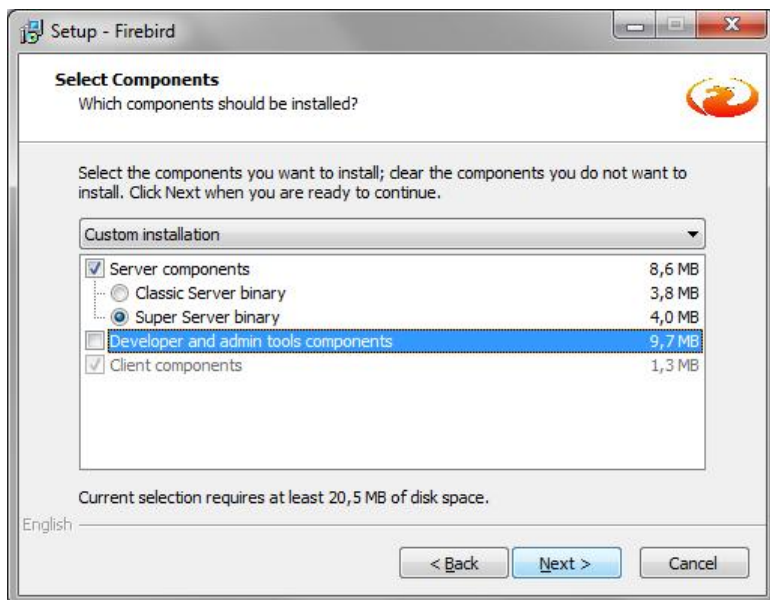 Setup - Firebird
Select Components
Which components should be installed?
Select the components you want to install; clear the components you do not want to
install. Click Next when you are ready to continue.
Custom installation
Server components 8,6 MB
Classic Server binary 3,8 MB
Super Server binary 4,0 MB
Developer and admin tools components 9,7 MB
Client components 1,3 MB
Current selection requires at least 20,5 MB of disk space.
English
< Back Next > Cancel